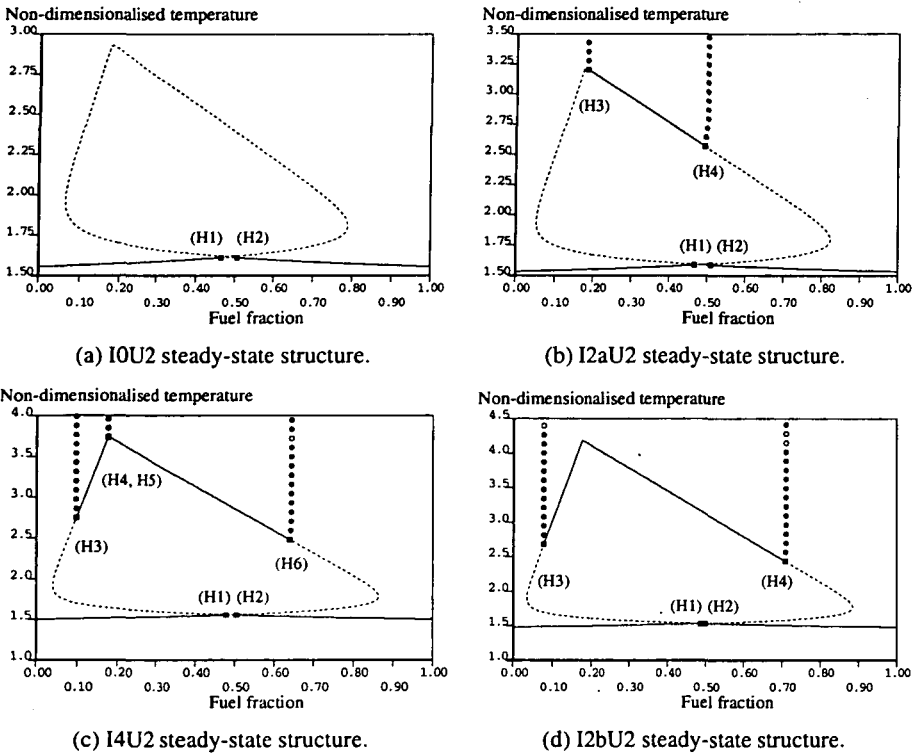 Non-dimensionalised temperature
3.00
2.75
2.50
2.25
2.00
1.75
1.50
(H1) (H2)
0.00 0.20 0.30 0.50 0.70 1.00
0.10 0.40 0.60 0.80 0.90
Fuel fraction
(a) I0U2 steady-state structure.
Non-dimensionalised temperature
3.50
3.25
3.00
2.75
2.50
2.25
2.00
1.75
1.50
(H3)
(H4)
(H1) (H2)
0.00 0.20 0.30 0.50 0.70 1.00
0.10 0.40 0.60 0.80 0.90
Fuel fraction
(b) I2aU2 steady-state structure.
Non-dimensionalised temperature
4.0
3.5
3.0
2.5
2.0
1.5
1.0
(H4, H5)
(H3)
(H6)
(H1) (H2)
0.00 0.20 0.30 0.50 0.70 1.00
0.10 0.40 0.60 0.80 0.90
Fuel fraction
(c) I4U2 steady-state structure.
Non-dimensionalised temperature
4.5
4.0
3.5
3.0
2.5
2.0
1.5
1.0
(H3)
(H4)
(H1) (H2)
0.00 0.20 0.30 0.50 0.70 1.00
0.10 0.40 0.60 0.80 0.90
Fuel fraction
(d) I2bU2 steady-state structure.